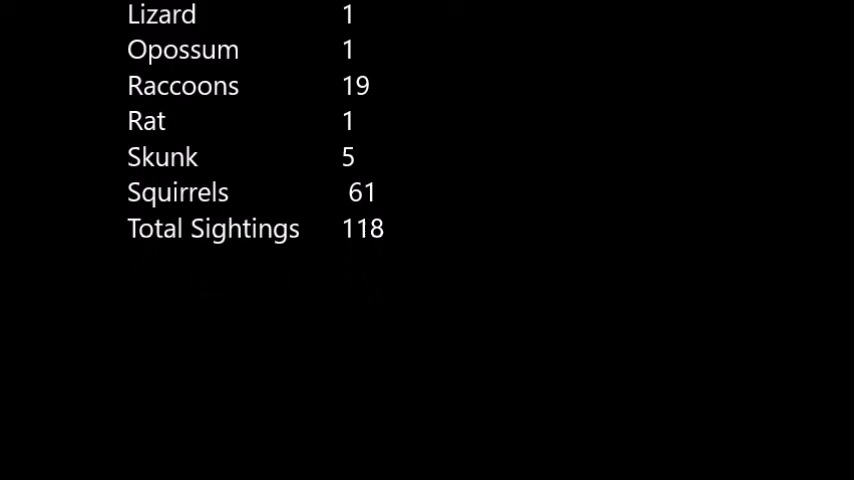 Lizard 1
Opossum 1
Raccoons 19
Rat 1
Skunk 5
Squirrels 61
Total Sightings 118